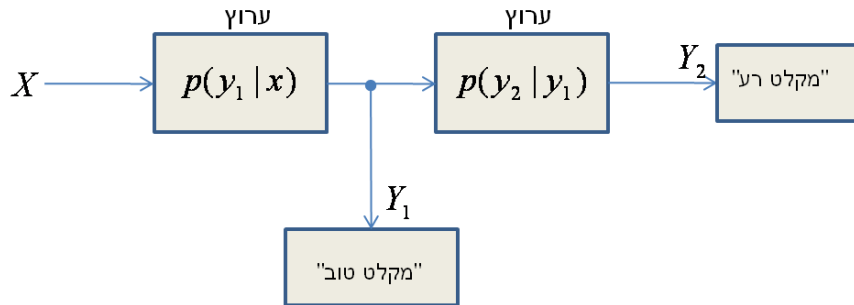 ערוץ
ערוץ
X
p(y₁ | x)
p(y₂ | y₁)
Y₂
"מקלט רע"
Y₁
"מקלט טוב"